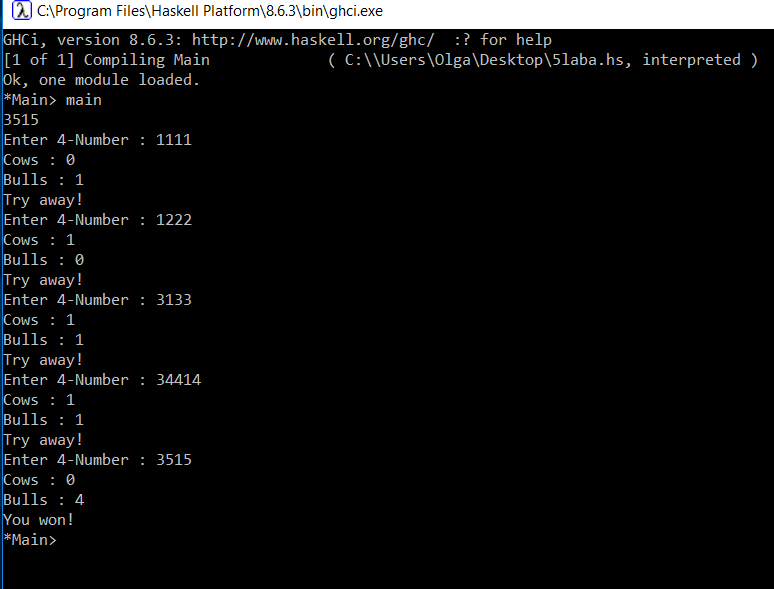 λ C:\Program Files\Haskell Platform\8.6.3\bin\ghci.exe
GHCi, version 8.6.3: http://www.haskell.org/ghc/  :? for help
[1 of 1] Compiling Main             ( C:\\Users\Olga\Desktop\5laba.hs, interpreted )
Ok, one module loaded.
*Main> main
3515
Enter 4-Number : 1111
Cows : 0
Bulls : 1
Try away!
Enter 4-Number : 1222
Cows : 1
Bulls : 0
Try away!
Enter 4-Number : 3133
Cows : 1
Bulls : 1
Try away!
Enter 4-Number : 34414
Cows : 1
Bulls : 1
Try away!
Enter 4-Number : 3515
Cows : 0
Bulls : 4
You won!
*Main>